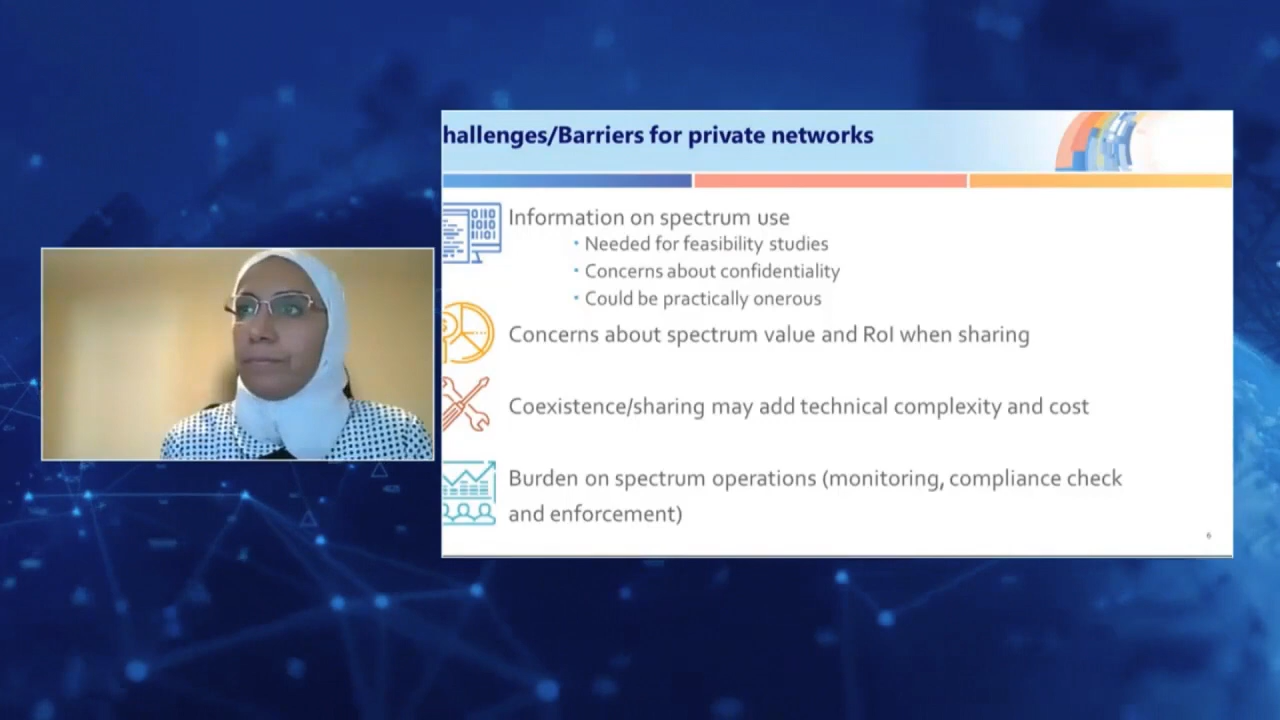 hallenges/Barriers for private networks
Information on spectrum use
• Needed for feasibility studies
• Concerns about confidentiality
• Could be practically onerous
Concerns about spectrum value and RoI when sharing
Coexistence/sharing may add technical complexity and cost
Burden on spectrum operations (monitoring, compliance check
and enforcement)
6